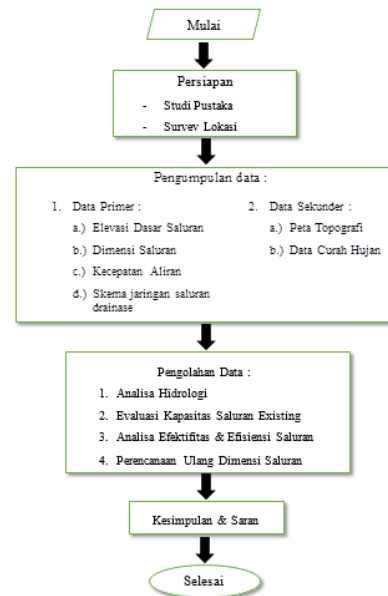 Mulai
Persiapan
- Studi Pustaka
- Survev Lokasi
Pengumpulan data :
1. Data Primer :
a.) Elevasi Dasar Saluran
b.) Dimensi Saluran
c.) Kecepatan Aliran
d.) Skema jaringan saluran
drainase
2. Data Sekunder :
a.) Peta Topografi
b.) Data Curah Hujan
Pengolahan Data :
1. Analisa Hidrologi
2. Evaluasi Kapasitas Saluran Existing
3. Analisa Efektifitas & Efisiensi Saluran
4. Perencanaan Ulang Dimensi Saluran
Kesimpulan & Saran
Selesai